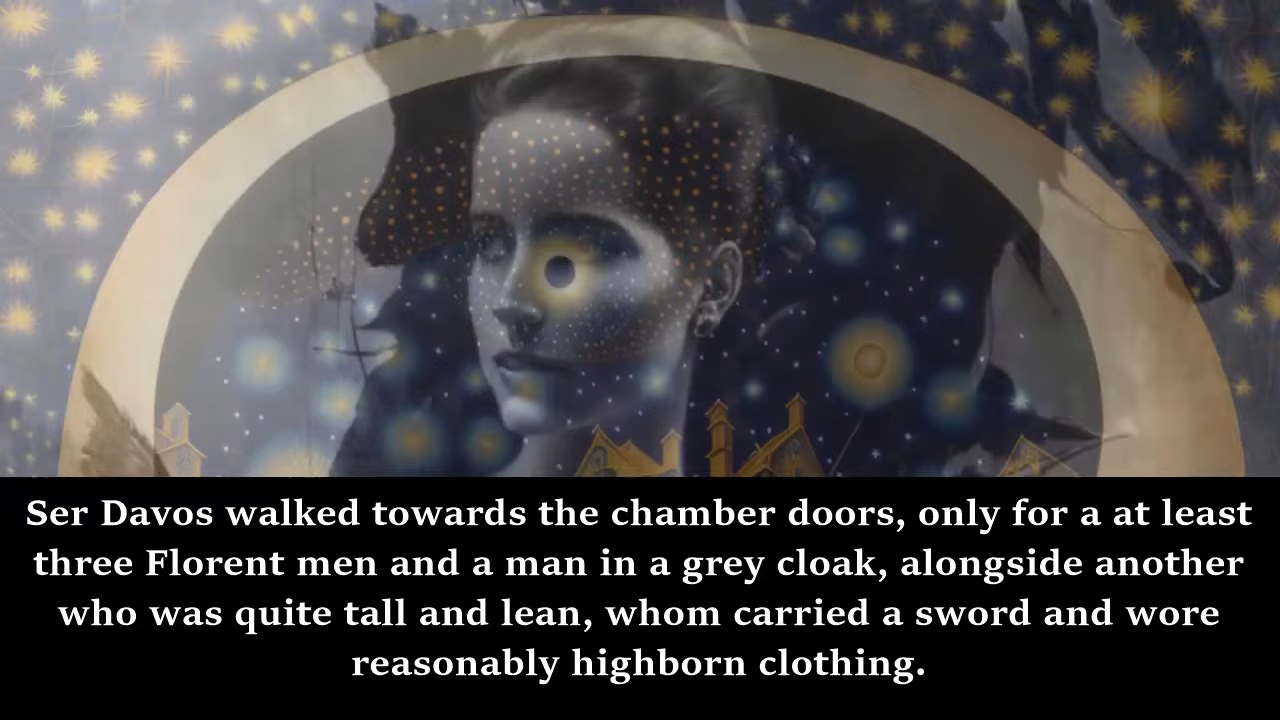 Ser Davos walked towards the chamber doors, only for a at least
three Florent men and a man in a grey cloak, alongside another
who was quite tall and lean, whom carried a sword and wore
reasonably highborn clothing.